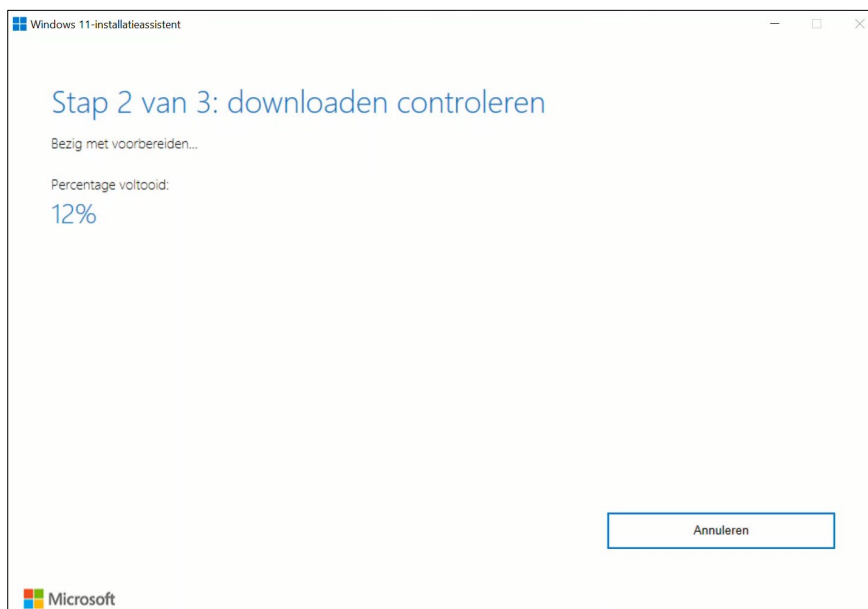 Windows 11-installatieassistent
Stap 2 van 3: downloaden controleren
Bezig met voorbereiden...
Percentage voltooid:
12%
Annuleren
Microsoft